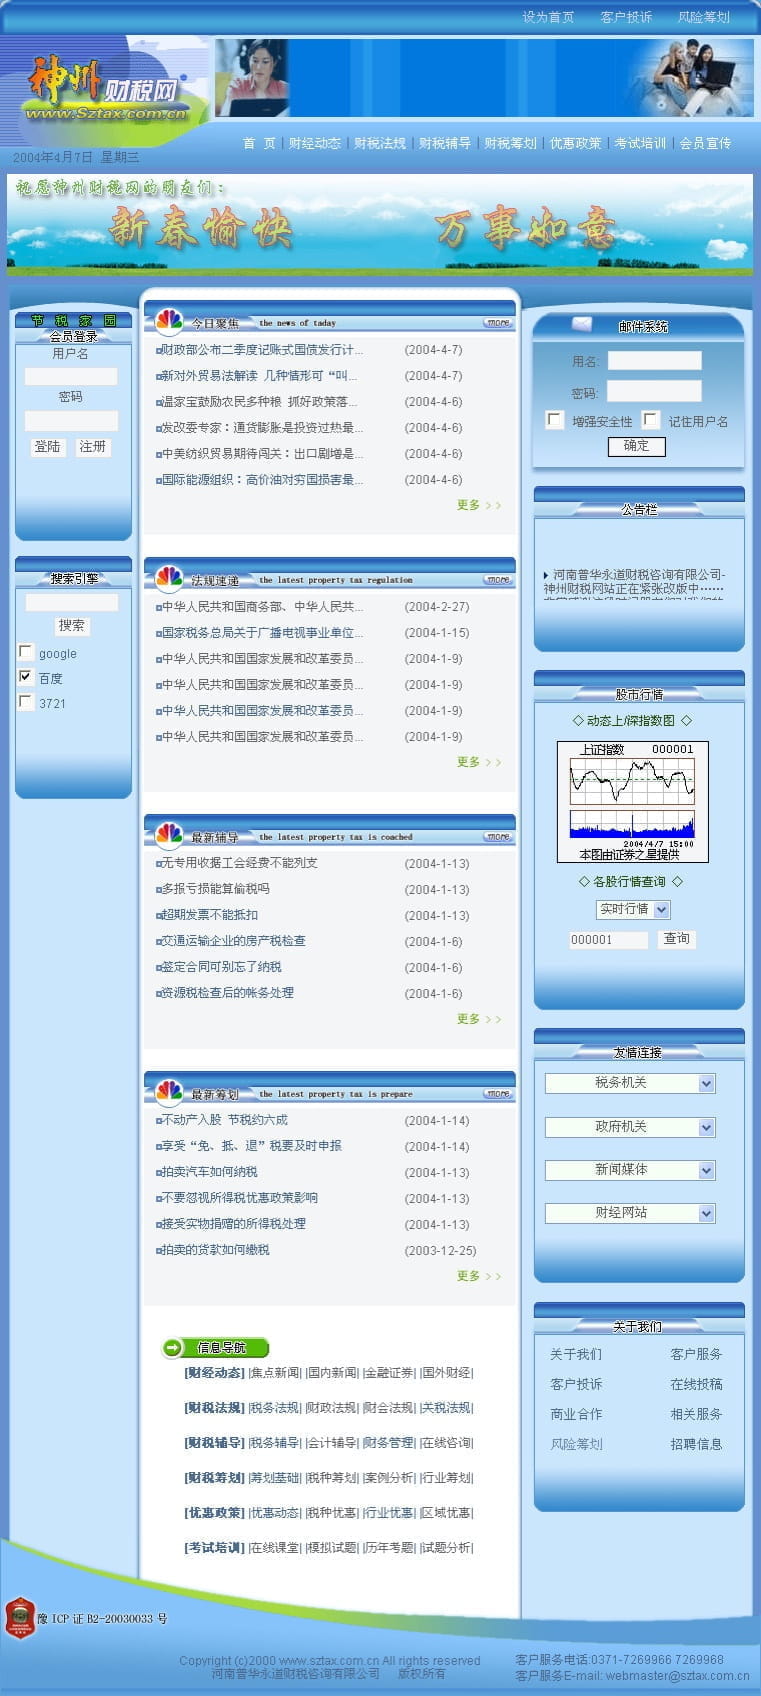 设为首页 客户投诉 风险筹划
神州财税网
www.Sztax.com.cn
首 页 | 财经动态 | 财税法规 | 财税辅导 | 财税筹划 | 优惠政策 | 考试培训 | 会员宣传
2004年4月7日 星期三
祝愿神州财税网的朋友们:
新春愉快 万事如意
节税家园
会员登录
用户名
密码
登陆 注册
搜索引擎
搜索
google
百度
3721
今日聚焦 the news of taday more
财政部公布二季度记账式国债发行计... (2004-4-7)
新对外贸易法解读 几种情形可“叫... (2004-4-7)
温家宝鼓励农民多种粮 抓好政策落... (2004-4-6)
发改委专家：通货膨胀是投资过热最... (2004-4-6)
中美纺织贸易期待闯关：出口剧增是... (2004-4-6)
国际能源组织：高价油对穷国损害最... (2004-4-6)
更多 >>
法规速递 the latest property tax regulation more
中华人民共和国商务部、中华人民共... (2004-2-27)
国家税务总局关于广播电视事业单位... (2004-1-15)
中华人民共和国国家发展和改革委员... (2004-1-9)
中华人民共和国国家发展和改革委员... (2004-1-9)
中华人民共和国国家发展和改革委员... (2004-1-9)
中华人民共和国国家发展和改革委员... (2004-1-9)
更多 >>
最新辅导 the latest property tax is coached more
无专用收据工会经费不能列支 (2004-1-13)
多报亏损能算偷税吗 (2004-1-13)
超期发票不能抵扣 (2004-1-13)
交通运输企业的房产税检查 (2004-1-6)
签定合同可别忘了纳税 (2004-1-6)
资源税检查后的帐务处理 (2004-1-6)
更多 >>
最新筹划 the latest property tax is prepare more
不动产入股 节税约六成 (2004-1-14)
享受“免、抵、退”税要及时申报 (2004-1-14)
拍卖汽车如何纳税 (2004-1-13)
不要忽视所得税优惠政策影响 (2004-1-13)
接受实物捐赠的所得税处理 (2004-1-13)
拍卖的货款如何缴税 (2003-12-25)
更多 >>
信息导航
[财经动态] |焦点新闻| |国内新闻| |金融证券| |国外财经|
[财税法规] |税务法规| |财政法规| |财会法规| |关税法规|
[财税辅导] |税务辅导| |会计辅导| |财务管理| |在线咨询|
[财税筹划] |筹划基础| |税种筹划| |案例分析| |行业筹划|
[优惠政策] |优惠动态| |税种优惠| |行业优惠| |区域优惠|
[考试培训] |在线课堂| |模拟试题| |历年考题| |试题分析|
邮件系统
用名:
密码:
增强安全性 记住用户名
确定
公告栏
河南普华永道财税咨询有限公司-
神州财税网站正在紧张改版中……
股市行情
◇ 动态上/深指数图 ◇
上证指数 000001
2004/4/7 15:00
本图由证券之星提供
◇ 各股行情查询 ◇
实时行情
000001 查询
友情连接
税务机关
政府机关
新闻媒体
财经网站
关于我们
关于我们 客户服务
客户投诉 在线投稿
商业合作 相关服务
风险筹划 招聘信息
豫 ICP 证 B2-20030033 号
Copyright (c)2000 www.sztax.com.cn All rights reserved
河南普华永道财税咨询有限公司 版权所有
客户服务电话:0371-7269966 7269968
客户服务E-mail: webmaster@sztax.com.cn